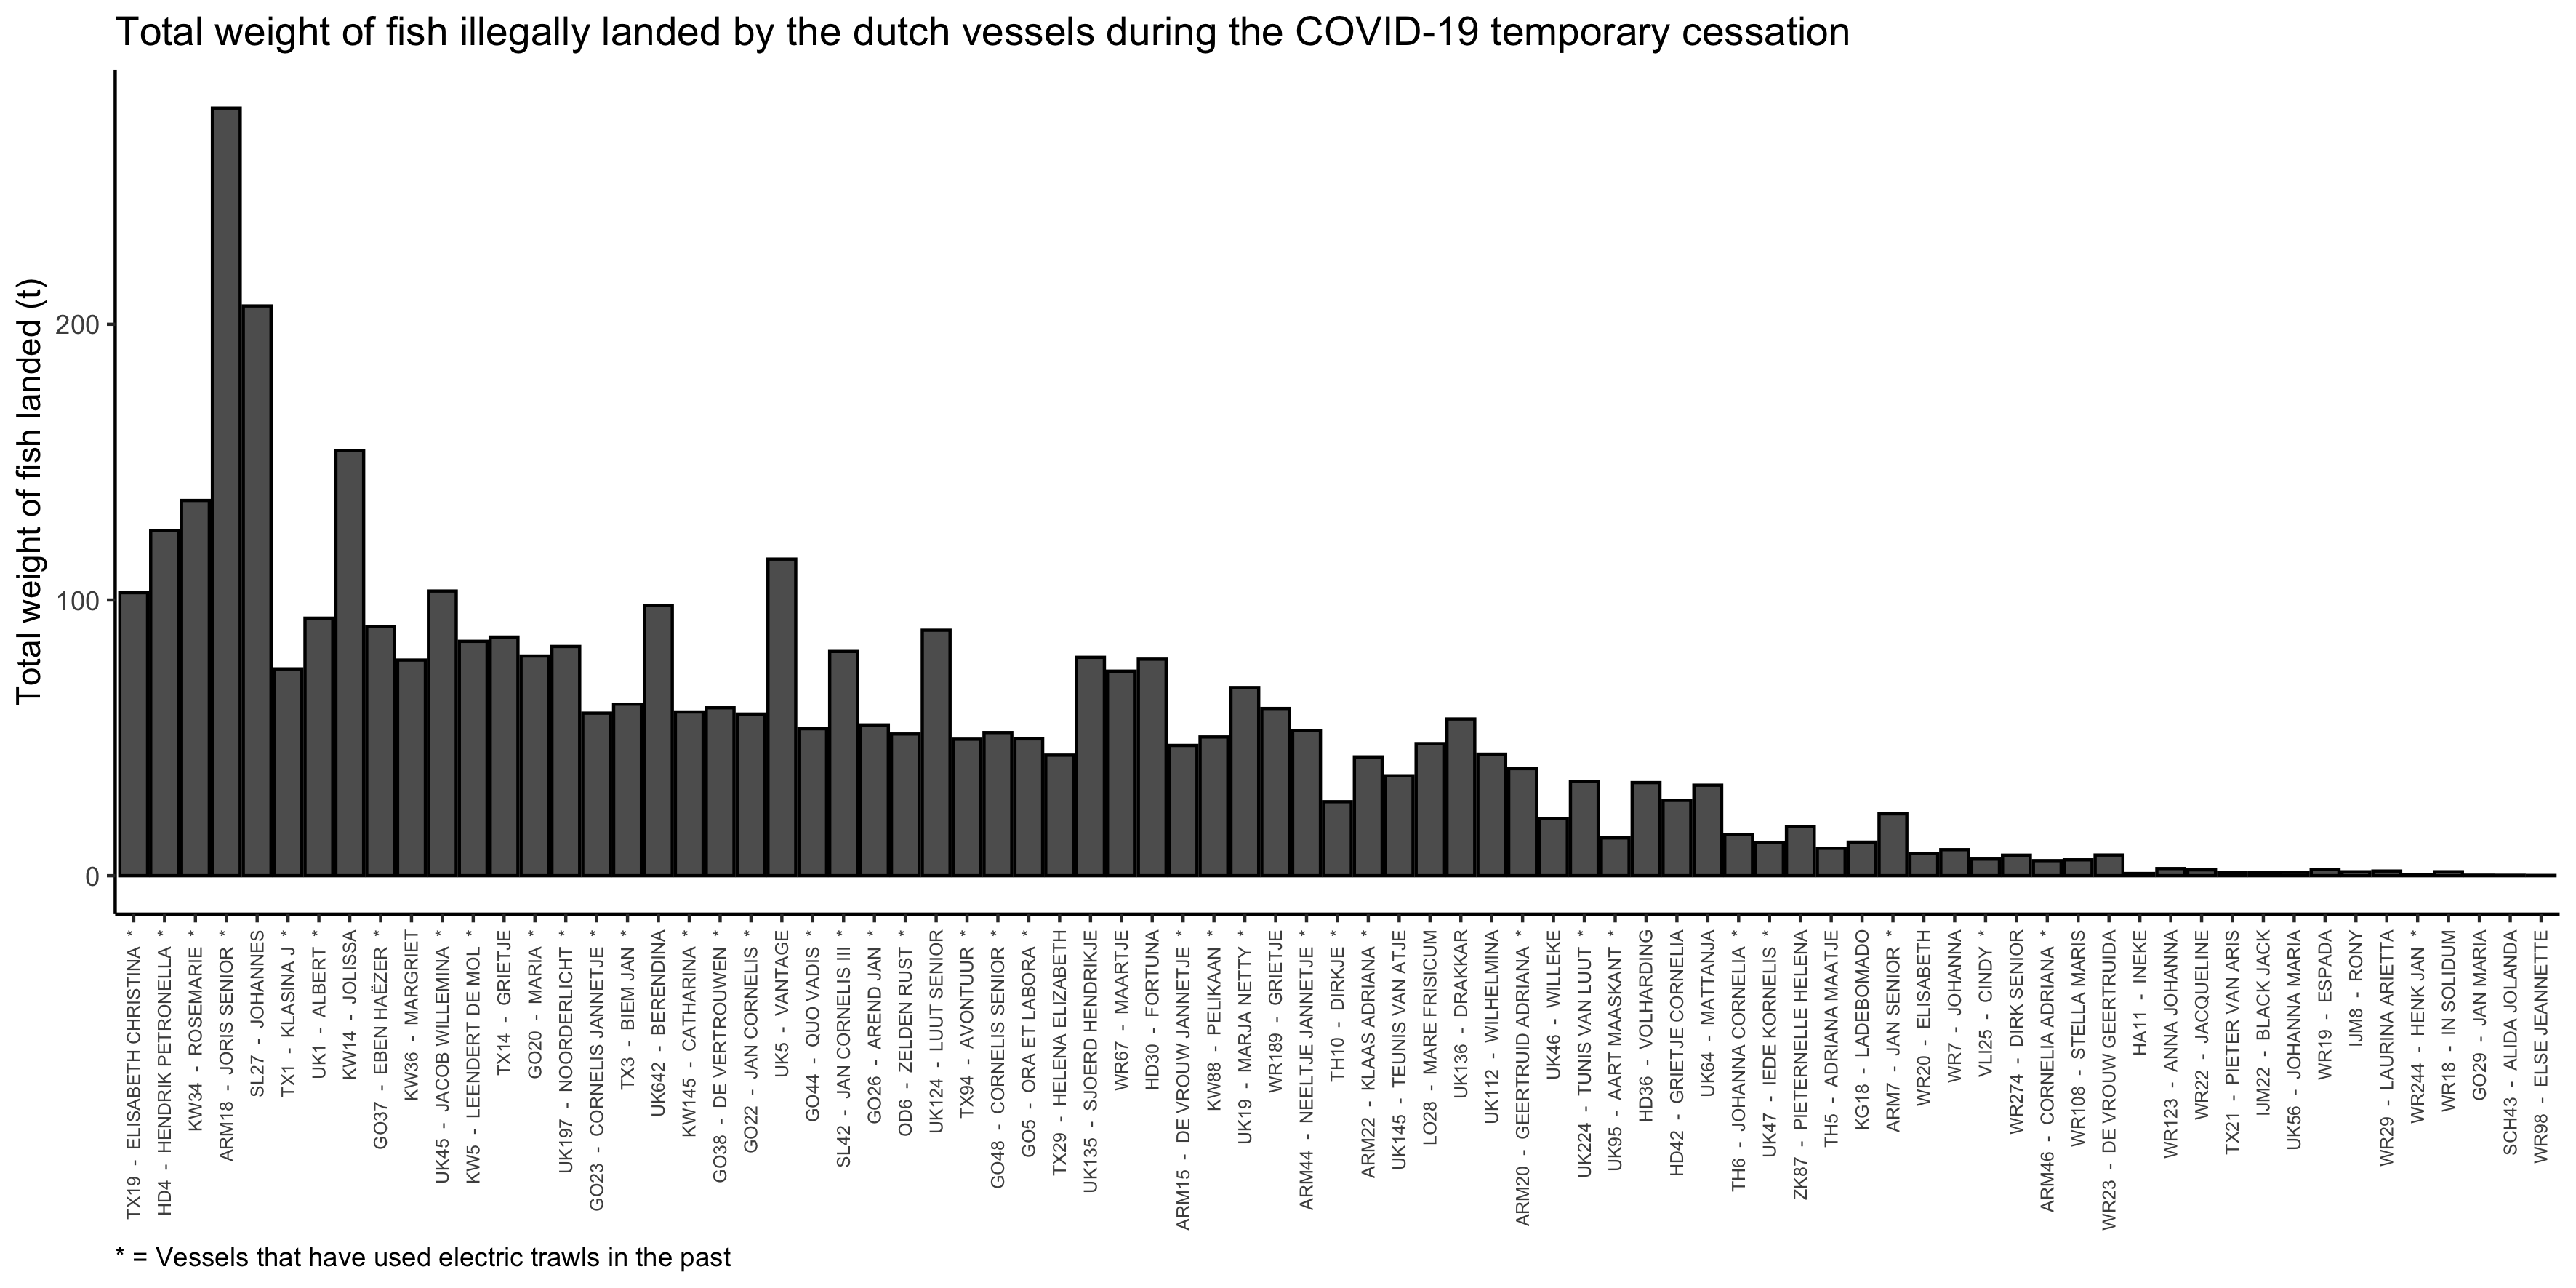 Total weight of fish illegally landed by the dutch vessels during the COVID-19 temporary cessation
Total weight of fish landed (t)
200
100
0
TX19 - ELISABETH CHRISTINA *
HD4 - HENDRIK PETRONELLA *
KW34 - ROSEMARIE *
ARM18 - JORIS SENIOR *
SL27 - JOHANNES
TX1 - KLASINA J *
UK1 - ALBERT *
KW14 - JOLISSA
GO37 - EBEN HAËZER *
KW36 - MARGRIET
UK45 - JACOB WILLEMINA *
KW5 - LEENDERT DE MOL *
TX14 - GRIETJE
GO20 - MARIA *
UK197 - NOORDERLICHT *
GO23 - CORNELIS JANNETJE *
TX3 - BIEM JAN *
UK642 - BERENDINA
KW145 - CATHARINA *
GO38 - DE VERTROUWEN *
GO22 - JAN CORNELIS *
UK5 - VANTAGE
GO44 - QUO VADIS *
SL42 - JAN CORNELIS III *
GO26 - AREND JAN *
OD6 - ZELDEN RUST *
UK124 - LUUT SENIOR
TX94 - AVONTUUR *
GO48 - CORNELIS SENIOR *
GO5 - ORA ET LABORA *
TX29 - HELENA ELIZABETH
UK135 - SJOERD HENDRIKJE
WR67 - MAARTJE
HD30 - FORTUNA
ARM15 - DE VROUW JANNETJE *
KW88 - PELIKAAN *
UK19 - MARJA NETTY *
WR189 - GRIETJE
ARM44 - NEELTJE JANNETJE *
TH10 - DIRKJE *
ARM22 - KLAAS ADRIANA *
UK145 - TEUNIS VAN ATJE
LO28 - MARE FRISICUM
UK136 - DRAKKAR
UK112 - WILHELMINA
ARM20 - GEERTRUID ADRIANA *
UK46 - WILLEKE
UK224 - TUNIS VAN LUUT *
UK95 - AART MAASKANT *
HD36 - VOLHARDING
HD42 - GRIETJE CORNELIA
UK64 - MATTANJA
TH6 - JOHANNA CORNELIA *
UK47 - IEDE KORNELIS *
ZK87 - PIETERNELLE HELENA
TH5 - ADRIANA MAATJE
KG18 - LADEBOMADO
ARM7 - JAN SENIOR *
WR20 - ELISABETH
WR7 - JOHANNA
VLI25 - CINDY *
WR274 - DIRK SENIOR
ARM46 - CORNELIA ADRIANA *
WR108 - STELLA MARIS
WR23 - DE VROUW GEERTRUIDA
HA11 - INEKE
WR123 - ANNA JOHANNA
WR22 - JACQUELINE
TX21 - PIETER VAN ARIS
IJM22 - BLACK JACK
UK56 - JOHANNA MARIA
WR19 - ESPADA
IJM8 - RONY
WR29 - LAURINA ARIETTA
WR244 - HENK JAN *
WR18 - IN SOLIDUM
GO29 - JAN MARIA
SCH43 - ALIDA JOLANDA
WR98 - ELSE JEANNETTE
* = Vessels that have used electric trawls in the past